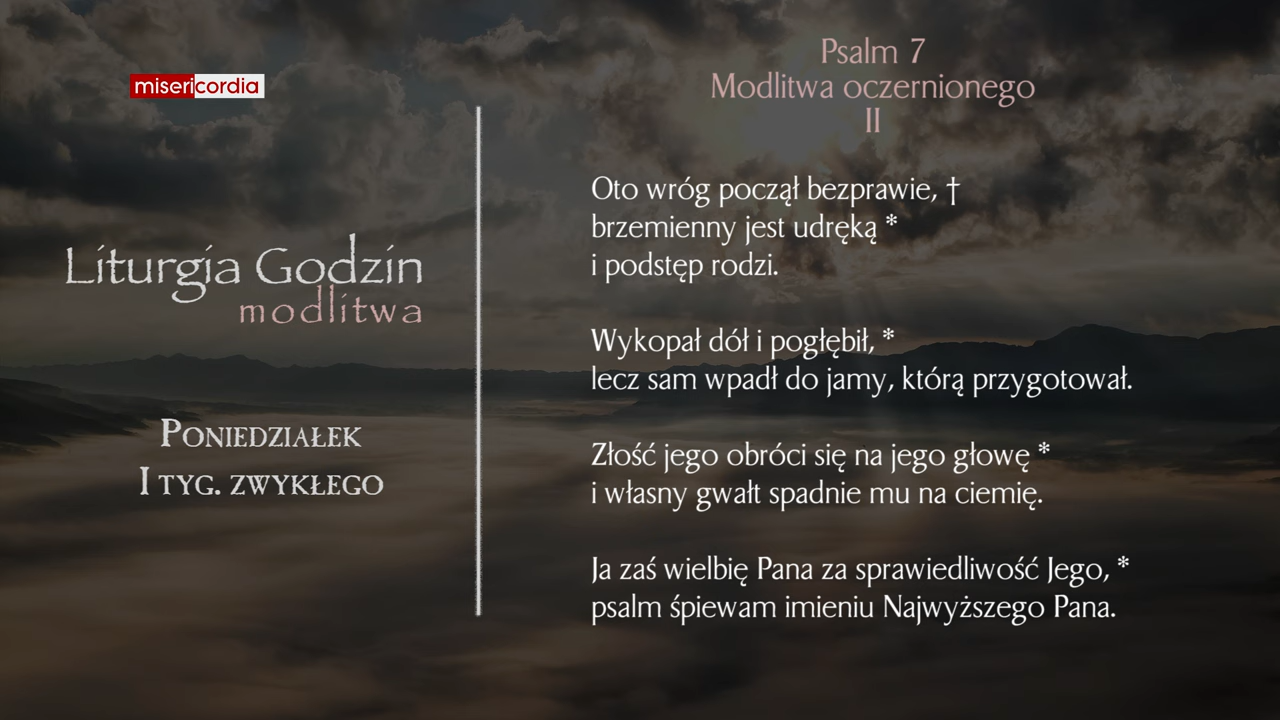 misericordia
Liturgia Godzin
modlitwa
Poniedziałek
I tyg. zwykłego
Psalm 7
Modlitwa oczernionego
II
Oto wróg począł bezprawie, †
brzemienny jest udręką *
i podstęp rodzi.
Wykopał dół i pogłębił, *
lecz sam wpadł do jamy, którą przygotował.
Złość jego obróci się na jego głowę *
i własny gwałt spadnie mu na ciemię.
Ja zaś wielbię Pana za sprawiedliwość Jego, *
psalm śpiewam imieniu Najwyższego Pana.